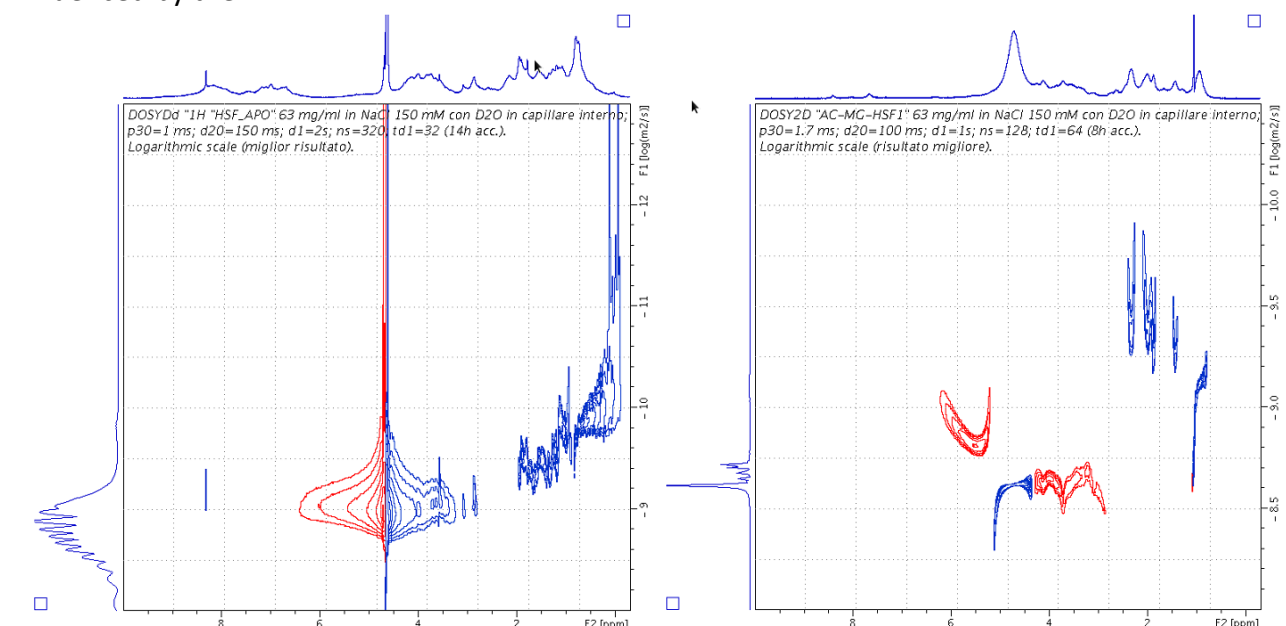 DOSYDd "1H "HSF_APO" 63 mg/ml in NaCl 150 mM con D2O in capillare interno;
p30=1 ms; d20=150 ms; d1=2s; ns=320, td1=32 (14h acc.).
Logarithmic scale (miglior risultato).
F1 [log(m2/s)]
- 12
- 11
- 10
- 9
8
6
4
2
F2 [ppm]
DOSY2D "AC-MG-HSF1" 63 mg/ml in NaCl 150 mM con D2O in capillare interno;
p30=1.7 ms; d20=100 ms; d1=1s; ns=128; td1=64 (8h acc.).
Logarithmic scale (risultato migliore).
F1 [log(m2/s)]
- 10.0
- 9.5
- 9.0
- 8.5
8
6
4
2
F2 [ppm]